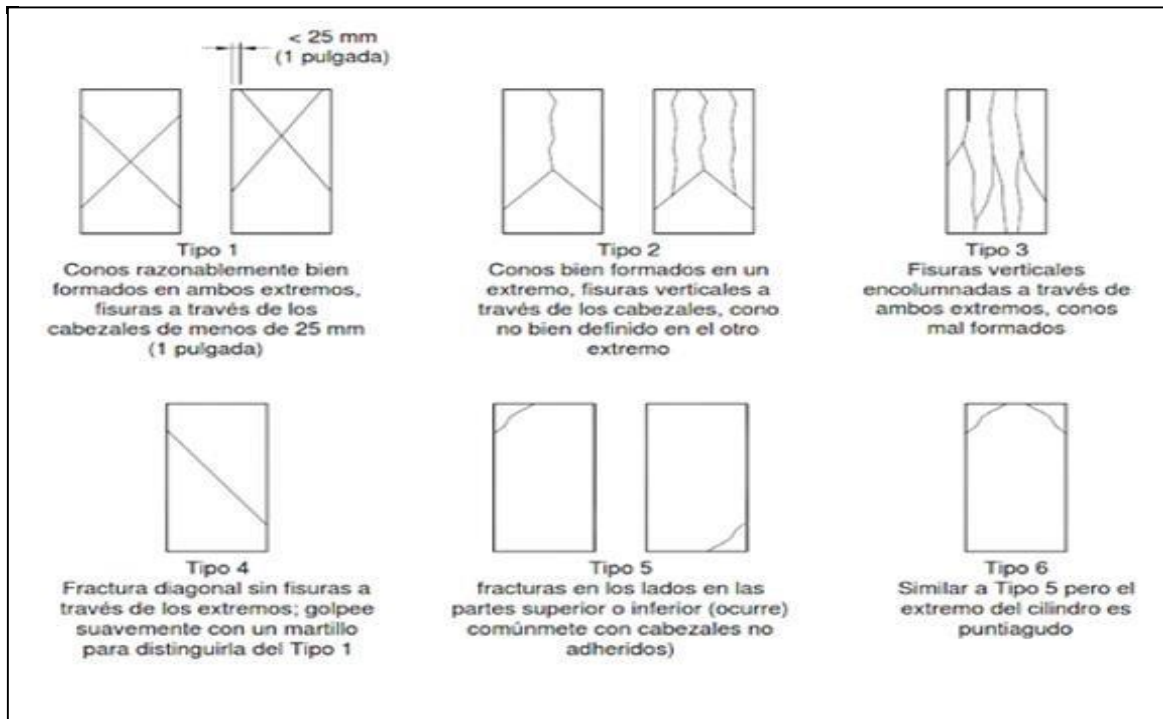 < 25 mm
(1 pulgada)
Tipo 1
Conos razonablemente bien
formados en ambos extremos,
fisuras a través de los
cabezales de menos de 25 mm
(1 pulgada)
Tipo 2
Conos bien formados en un
extremo, fisuras verticales a
través de los cabezales, cono
no bien definido en el otro
extremo
Tipo 3
Fisuras verticales
encolumnadas a través de
ambos extremos, conos
mal formados
Tipo 4
Fractura diagonal sin fisuras a
través de los extremos; golpee
suavemente con un martillo
para distinguirla del Tipo 1
Tipo 5
fracturas en los lados en las
partes superior o inferior (ocurre)
comúnmete con cabezales no
adheridos)
Tipo 6
Similar a Tipo 5 pero el
extremo del cilindro es
puntiagudo